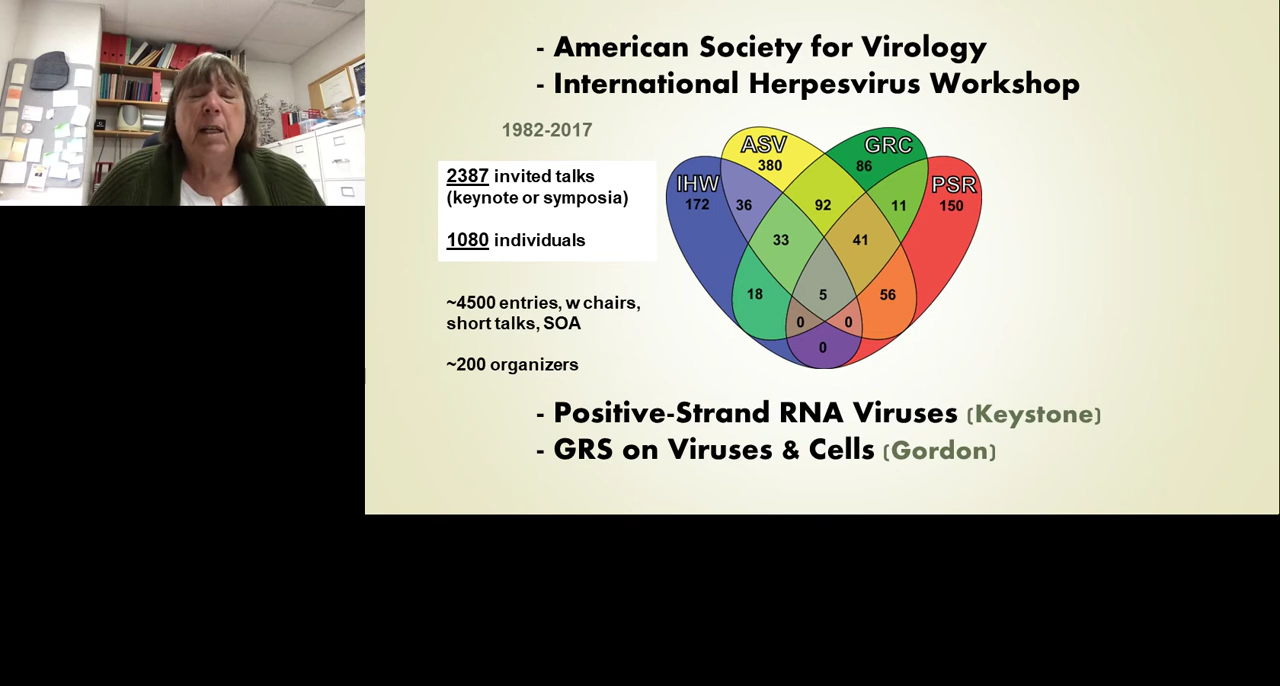 - American Society for Virology
- International Herpesvirus Workshop
1982-2017
2387 invited talks
(keynote or symposia)
1080 individuals
~4500 entries, w chairs,
short talks, SOA
~200 organizers
ASV
GRC
380
86
IHW
PSR
172
36
92
11
150
33
41
18
5
56
0
0
0
- Positive-Strand RNA Viruses (Keystone)
- GRS on Viruses & Cells (Gordon)